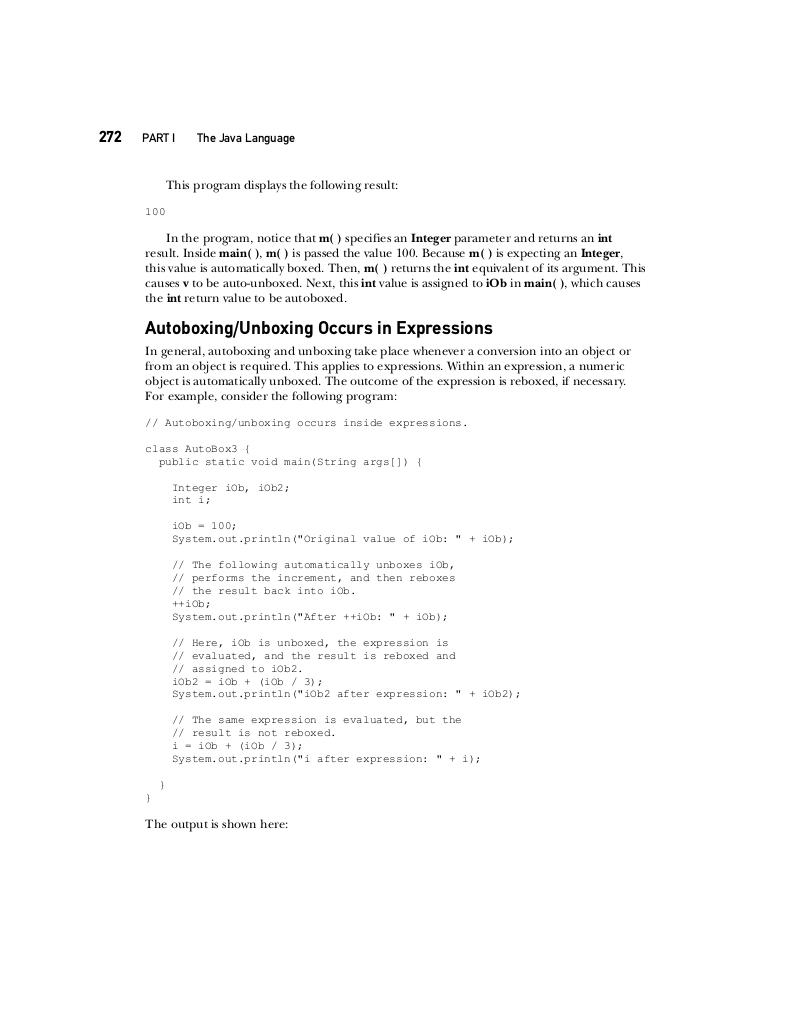 272 PART I The Java Language
This program displays the following result:
100
In the program, notice that m( ) specifies an Integer parameter and returns an int
result. Inside main( ), m( ) is passed the value 100. Because m( ) is expecting an Integer,
this value is automatically boxed. Then, m( ) returns the int equivalent of its argument. This
causes v to be auto-unboxed. Next, this int value is assigned to iOb in main( ), which causes
the int return value to be autoboxed.
Autoboxing/Unboxing Occurs in Expressions
In general, autoboxing and unboxing take place whenever a conversion into an object or
from an object is required. This applies to expressions. Within an expression, a numeric
object is automatically unboxed. The outcome of the expression is reboxed, if necessary.
For example, consider the following program:
// Autoboxing/unboxing occurs inside expressions.
class AutoBox3 {
public static void main(String args[]) {
Integer iOb, iOb2;
int i;
iOb = 100;
System.out.println("Original value of iOb: " + iOb);
// The following automatically unboxes iOb,
// performs the increment, and then reboxes
// the result back into iOb.
++iOb;
System.out.println("After ++iOb: " + iOb);
// Here, iOb is unboxed, the expression is
// evaluated, and the result is reboxed and
// assigned to iOb2.
iOb2 = iOb + (iOb / 3);
System.out.println("iOb2 after expression: " + iOb2);
// The same expression is evaluated, but the
// result is not reboxed.
i = iOb + (iOb / 3);
System.out.println("i after expression: " + i);
}
}
The output is shown here: